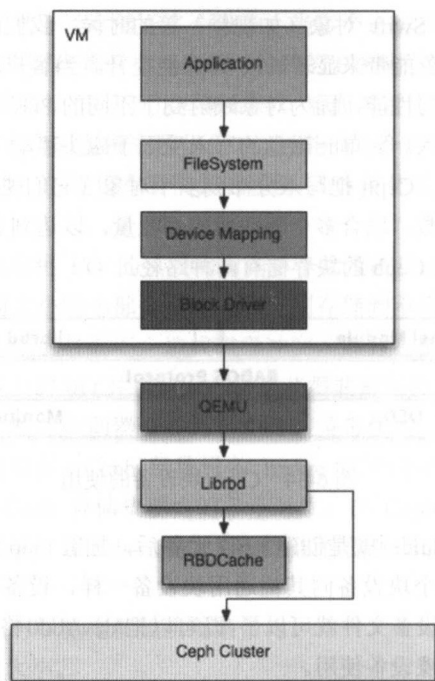 VM
Application
FileSystem
Device Mapping
Block Driver
QEMU
Librbd
RBDCache
Ceph Cluster